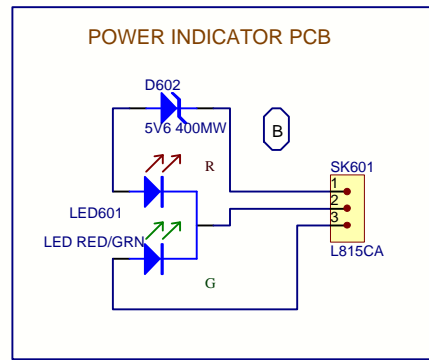 POWER INDICATOR PCB
D602
5V6 400MW
B
R
SK601
1
2
3
LED601
LED RED/GRN
L815CA
G